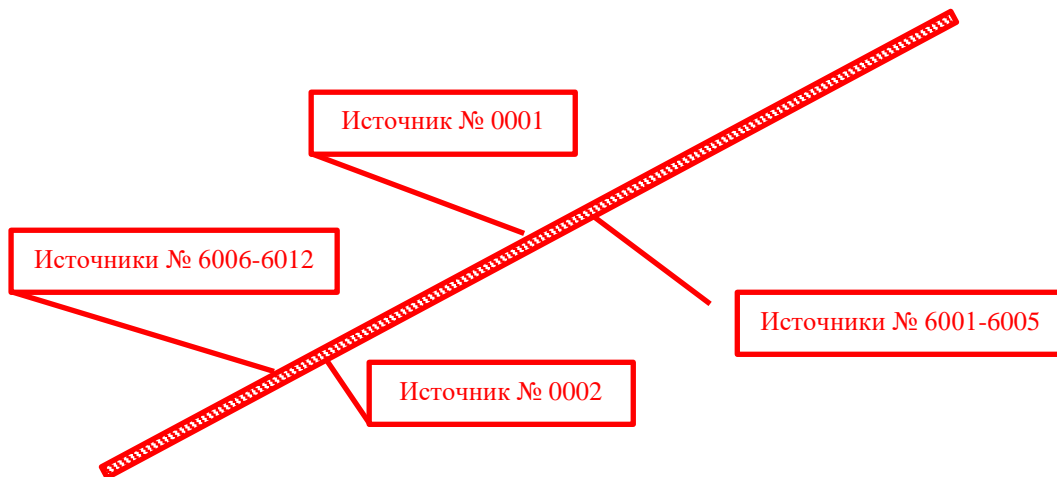 Источник № 0001
Источники № 6006-6012
Источники № 6001-6005
Источник № 0002